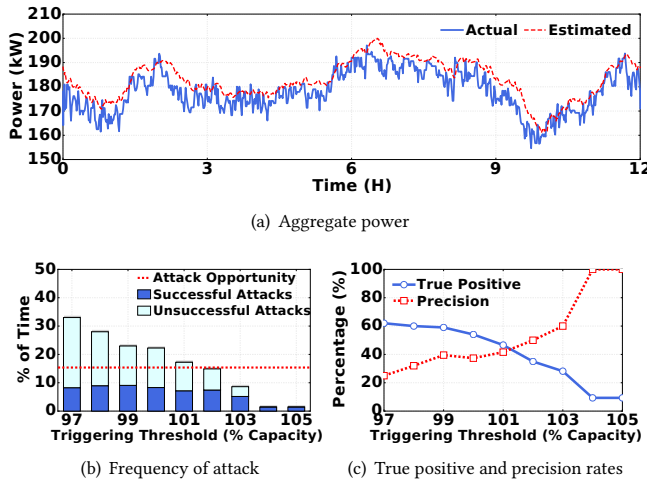 210
200
190
180
170
160
150
Power (kW)
Actual Estimated
0 3 6 9 12
Time (H)
(a) Aggregate power
50
40
30
20
10
0
% of Time
Attack Opportunity
Successful Attacks
Unsuccessful Attacks
97 99 101 103 105
Triggering Threshold (% Capacity)
(b) Frequency of attack
100
80
60
40
20
0
Percentage (%)
True Positive
Precision
97 99 101 103 105
Triggering Threshold (% Capacity)
(c) True positive and precision rates